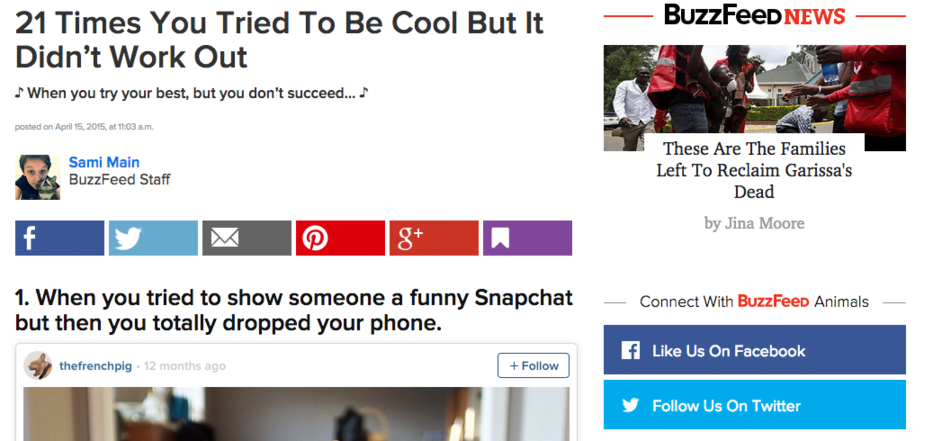 21 Times You Tried To Be Cool But It
Didn't Work Out
♪ When you try your best, but you don't succeed... ♪
posted on April 15, 2015, at 11:03 a.m.
Sami Main
BuzzFeed Staff
f
g+
1. When you tried to show someone a funny Snapchat
but then you totally dropped your phone.
thefrenchpig · 12 months ago
+ Follow
BuzzFeed NEWS
These Are The Families
Left To Reclaim Garissa's
Dead
by Jina Moore
Connect With BuzzFeed Animals
Like Us On Facebook
Follow Us On Twitter